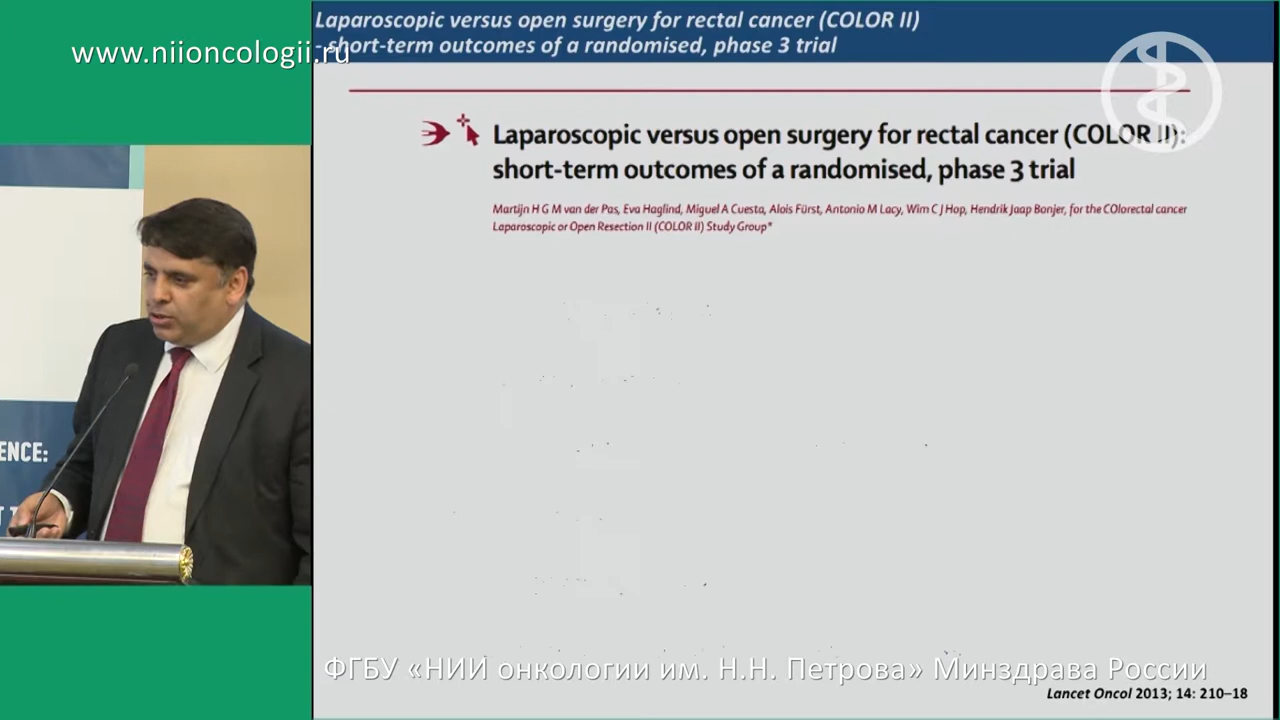 Laparoscopic versus open surgery for rectal cancer (COLOR II)
- short-term outcomes of a randomised, phase 3 trial
www.niioncologii.ru
Laparoscopic versus open surgery for rectal cancer (COLOR II):
short-term outcomes of a randomised, phase 3 trial
Martijn H G M van der Pas, Eva Haglind, Miguel A Cuesta, Alois Fürst, Antonio M Lacy, Wim C J Hop, Hendrik Jaap Bonjer, for the COlorectal cancer
Laparoscopic or Open Resection II (COLOR II) Study Group*
ENCE:
ФГБУ «НИИ онкологии им. Н.Н. Петрова» Минздрава России
Lancet Oncol 2013; 14: 210–18